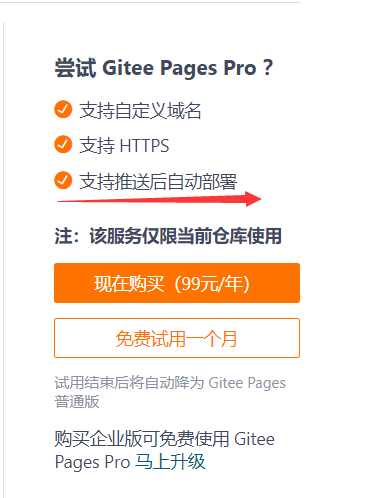 尝试 Gitee Pages Pro ？
支持自定义域名
支持 HTTPS
支持推送后自动部署
注：该服务仅限当前仓库使用
现在购买（99元/年）
免费试用一个月
试用结束后将自动降为 Gitee Pages
普通版
购买企业版可免费使用 Gitee
Pages Pro 马上升级